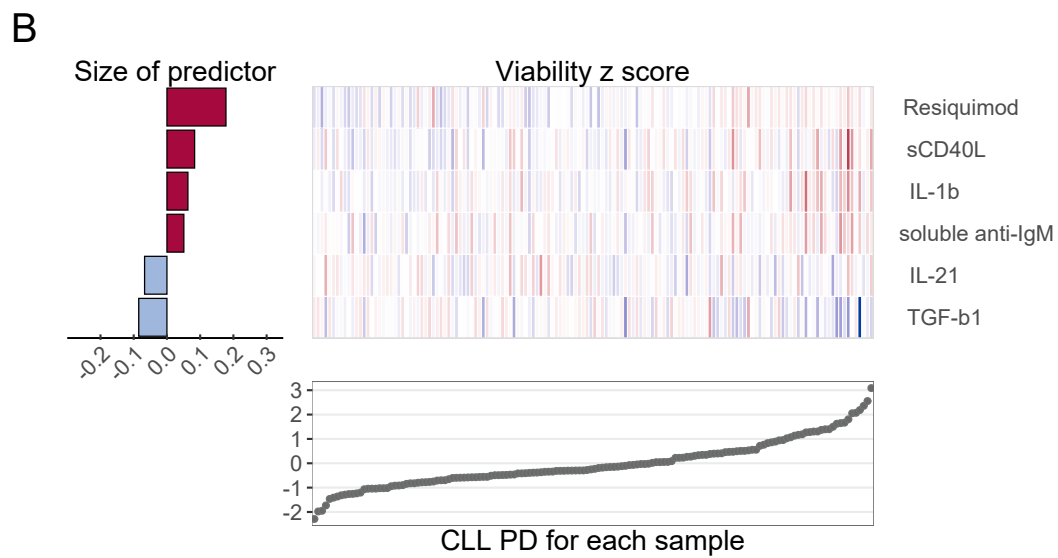 B
Size of predictor
Viability z score
Resiquimod
sCD40L
IL-1b
soluble anti-IgM
IL-21
TGF-b1
-0.2
-0.1
0.0
0.1
0.2
0.3
3
2
1
0
-1
-2
CLL PD for each sample